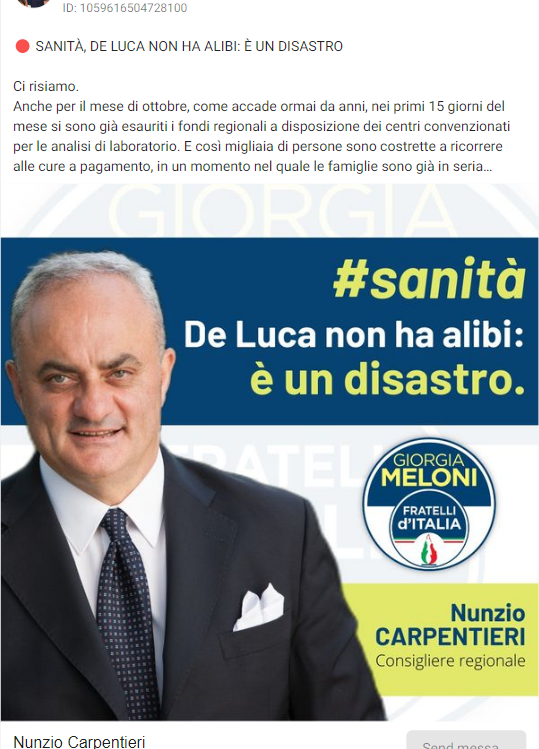 ID: 1059616504728100
SANITÀ, DE LUCA NON HA ALIBI: È UN DISASTRO
Ci risiamo.
Anche per il mese di ottobre, come accade ormai da anni, nei primi 15 giorni del
mese si sono già esauriti i fondi regionali a disposizione dei centri convenzionati
per le analisi di laboratorio. E così migliaia di persone sono costrette a ricorrere
alle cure a pagamento, in un momento nel quale le famiglie sono già in seria...
GIORGIA
#sanità
De Luca non ha alibi:
è un disastro.
FRATELLI
GIORGIA
MELONI
FRATELLI
d'ITALIA
Nunzio
CARPENTIERI
Consigliere regionale
Nunzio Carpentieri
Send messa...